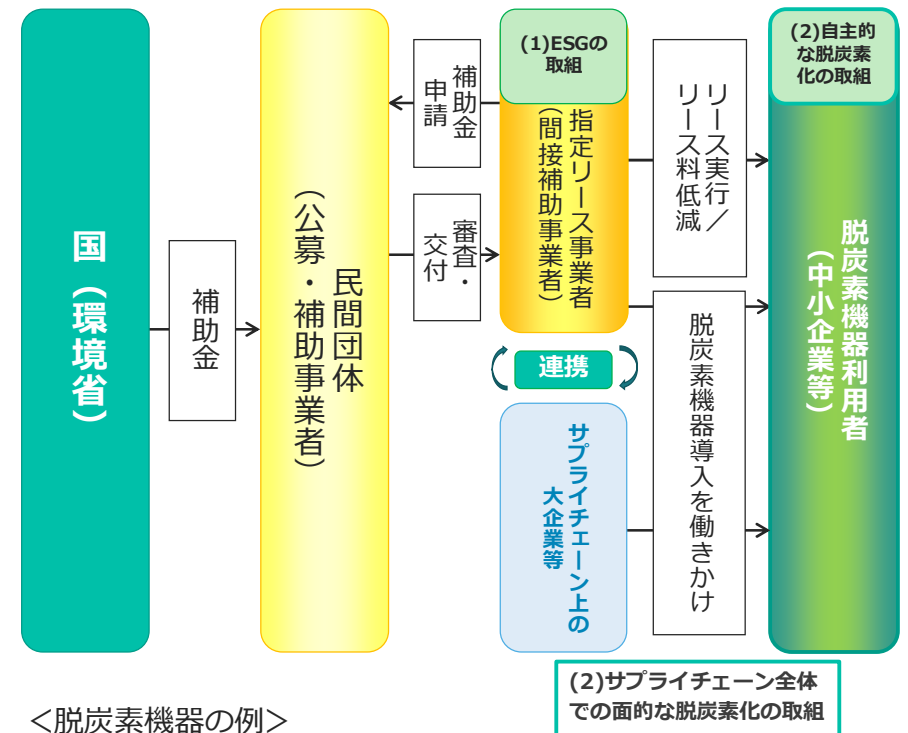 国（環境省）
補助金
民間団体
（公募・補助事業者）
補助金
申請
審査・
交付
(1)ESGの
取組
指定リース事業者
（間接補助事業者）
連携
サプライチェーン上の
大企業等
リース実行／
リース料低減
脱炭素機器導入を働きかけ
(2)自主的
な脱炭素
化の取組
脱炭素機器利用者
（中小企業等）
(2)サプライチェーン全体
での面的な脱炭素化の取組
＜脱炭素機器の例＞